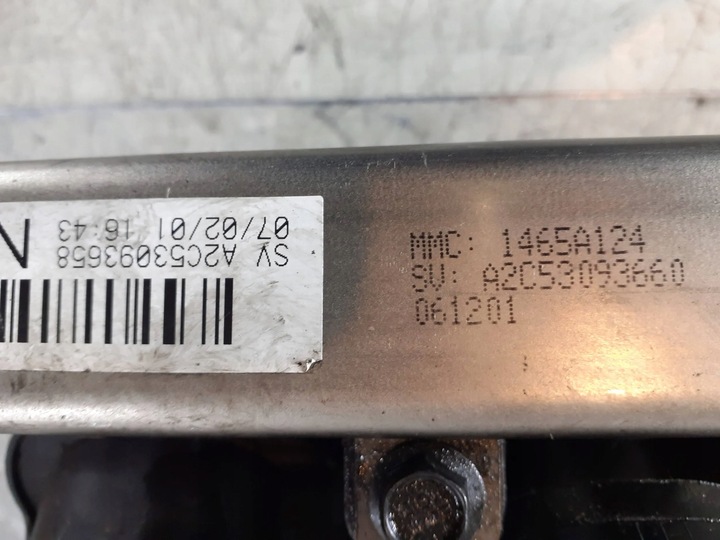 MMC: 1465A124
SV: A2C53093660
061201
N
SV A2C53093658
07/02/01 16:43